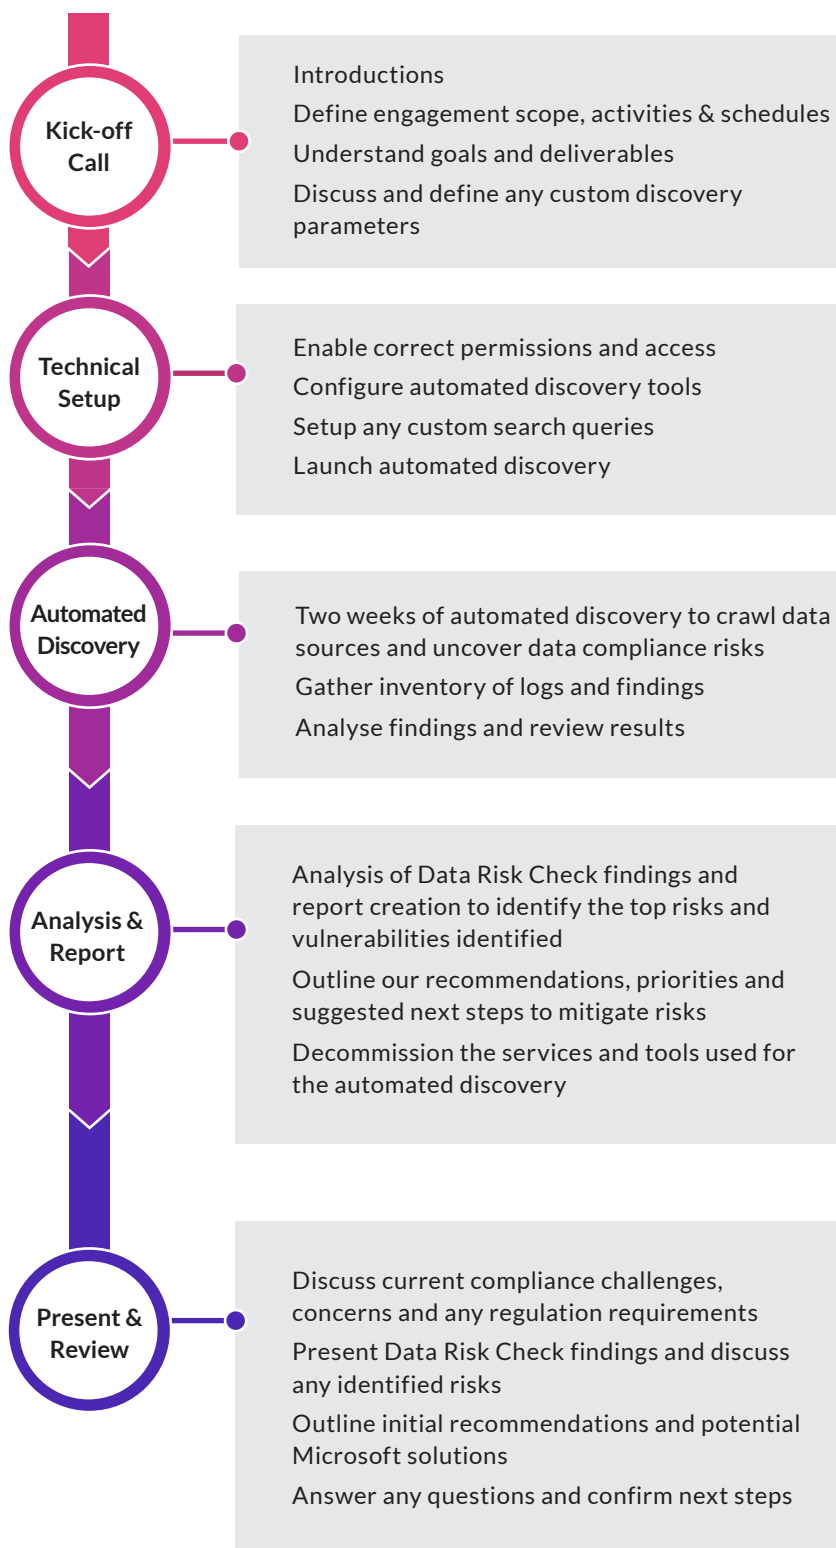 Kick-off
Call
Introductions
Define engagement scope, activities & schedules
Understand goals and deliverables
Discuss and define any custom discovery
parameters
Technical
Setup
Enable correct permissions and access
Configure automated discovery tools
Setup any custom search queries
Launch automated discovery
Automated
Discovery
Two weeks of automated discovery to crawl data
sources and uncover data compliance risks
Gather inventory of logs and findings
Analyse findings and review results
Analysis &
Report
Analysis of Data Risk Check findings and
report creation to identify the top risks and
vulnerabilities identified
Outline our recommendations, priorities and
suggested next steps to mitigate risks
Decommission the services and tools used for
the automated discovery
Present &
Review
Discuss current compliance challenges,
concerns and any regulation requirements
Present Data Risk Check findings and discuss
any identified risks
Outline initial recommendations and potential
Microsoft solutions
Answer any questions and confirm next steps